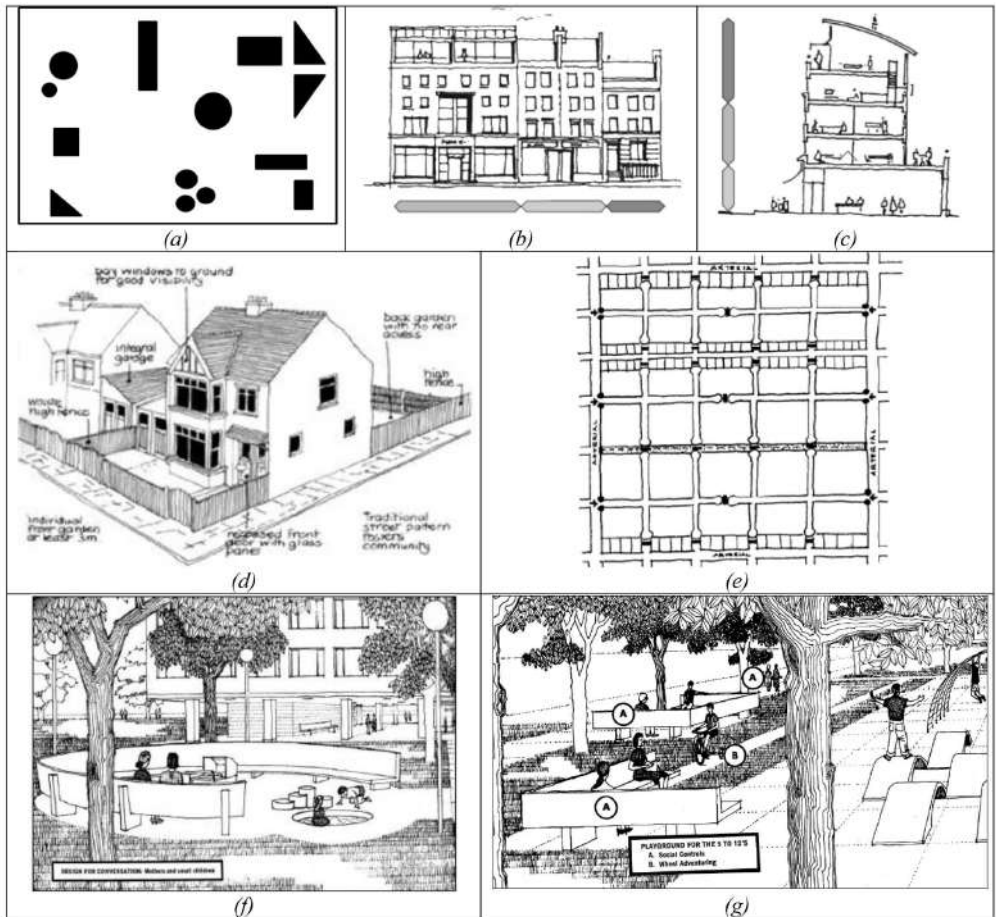 (a)
(b)
(c)
bay windows to ground
for good visibility
integral
garage
back garden
with no near
access
high
fence
waist
high fence
Individual
front garden
at least 3m
recessed front
door with glass
panel
Traditional
street pattern
powers
community
(d)
ARTERIAL
ARTERIAL
ARTERIAL
ARTERIAL
(e)
DESIGN FOR CONVERSATION: Mothers and small children
(f)
A
A
B
A
PLAYGROUND FOR THE 5 TO 12'S
A. Social Controls
B. Wheel Adventuring
(g)